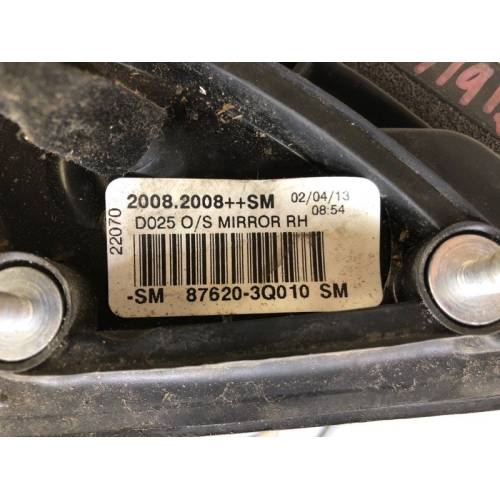 2008.2008++SM 02/04/13
D025 O/S MIRROR RH 08:54
22070
-SM 87620-3Q010 SM